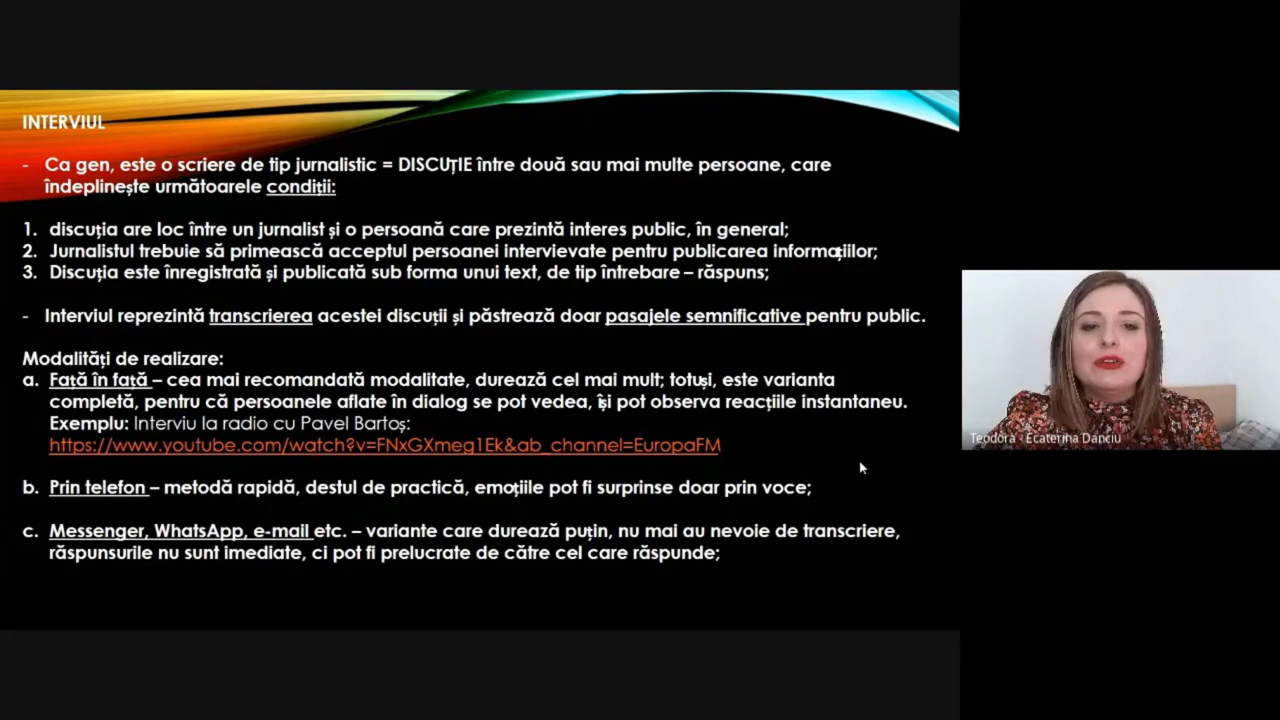 INTERVIUL
- Ca gen, este o scriere de tip jurnalistic = DISCUȚIE între două sau mai multe persoane, care
îndeplinește următoarele condiții:
1. discuția are loc între un jurnalist și o persoană care prezintă interes public, în general;
2. Jurnalistul trebuie să primească acceptul persoanei intervievate pentru publicarea informațiilor;
3. Discuția este înregistrată și publicată sub forma unui text, de tip întrebare – răspuns;
- Interviul reprezintă transcrierea acestei discuții și păstrează doar pasajele semnificative pentru public.
Modalități de realizare:
a. Față în față – cea mai recomandată modalitate, durează cel mai mult; totuși, este varianta
completă, pentru că persoanele aflate în dialog se pot vedea, își pot observa reacțiile instantaneu.
Exemplu: Interviu la radio cu Pavel Bartoș:
https://www.youtube.com/watch?v=FNxGXmeg1Ek&ab_channel=EuropaFM
b. Prin telefon – metodă rapidă, destul de practică, emoțiile pot fi surprinse doar prin voce;
c. Messenger, WhatsApp, e-mail etc. – variante care durează puțin, nu mai au nevoie de transcriere,
răspunsurile nu sunt imediate, ci pot fi prelucrate de către cel care răspunde;
Teodora - Ecaterina Danciu